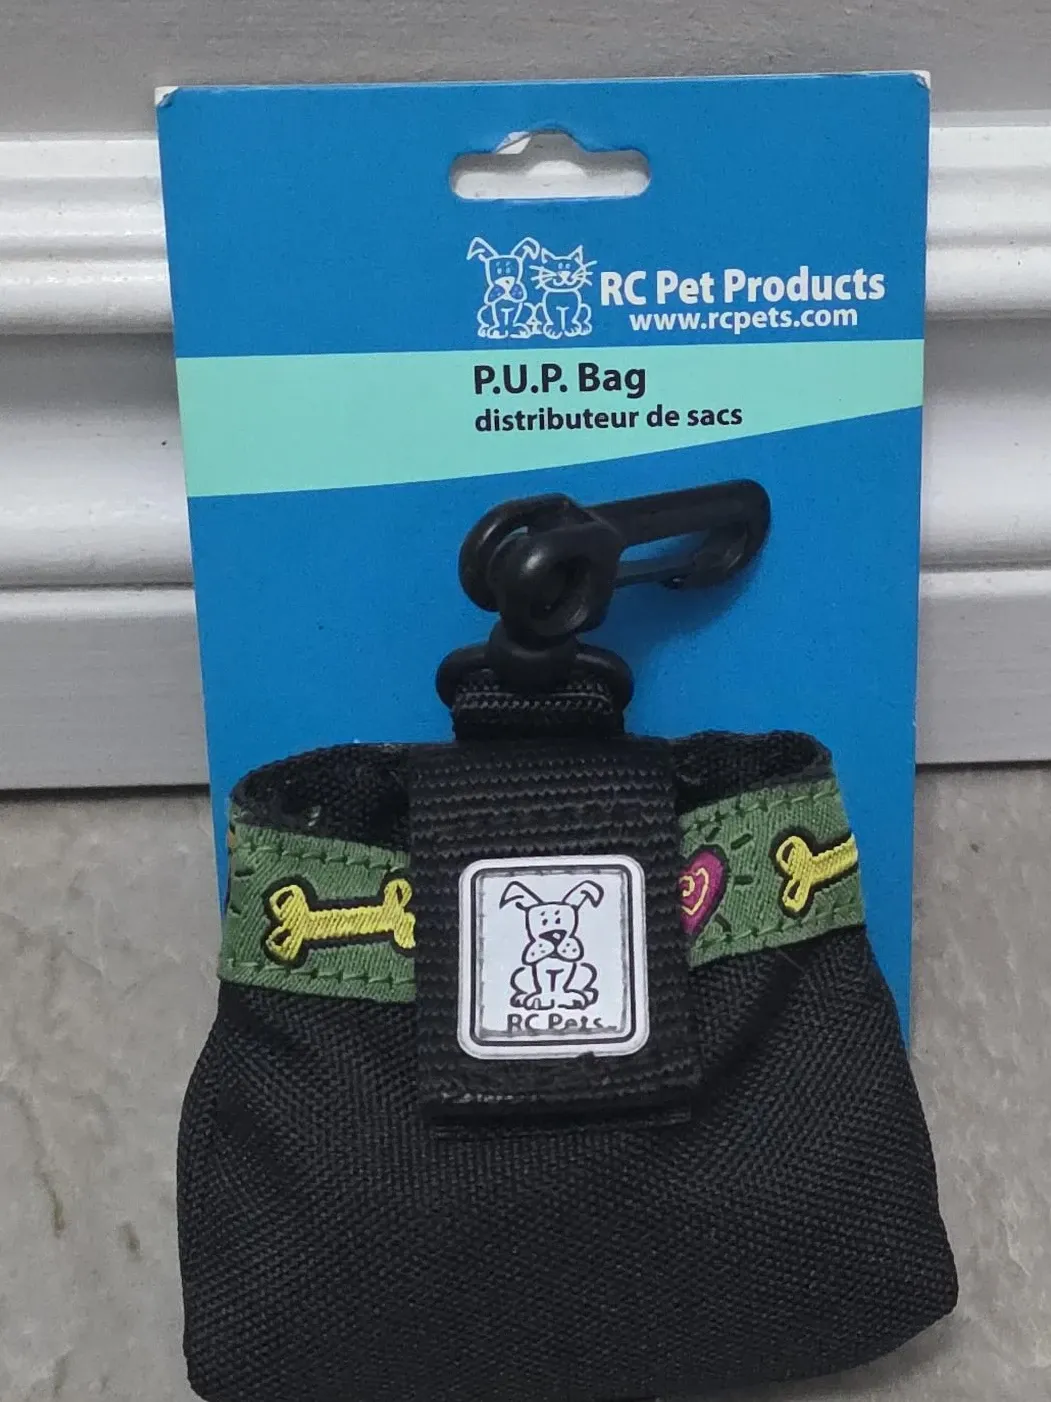 RC Pet Products
www.rcpets.com
P.U.P. Bag
distributeur de sacs
RC Pets